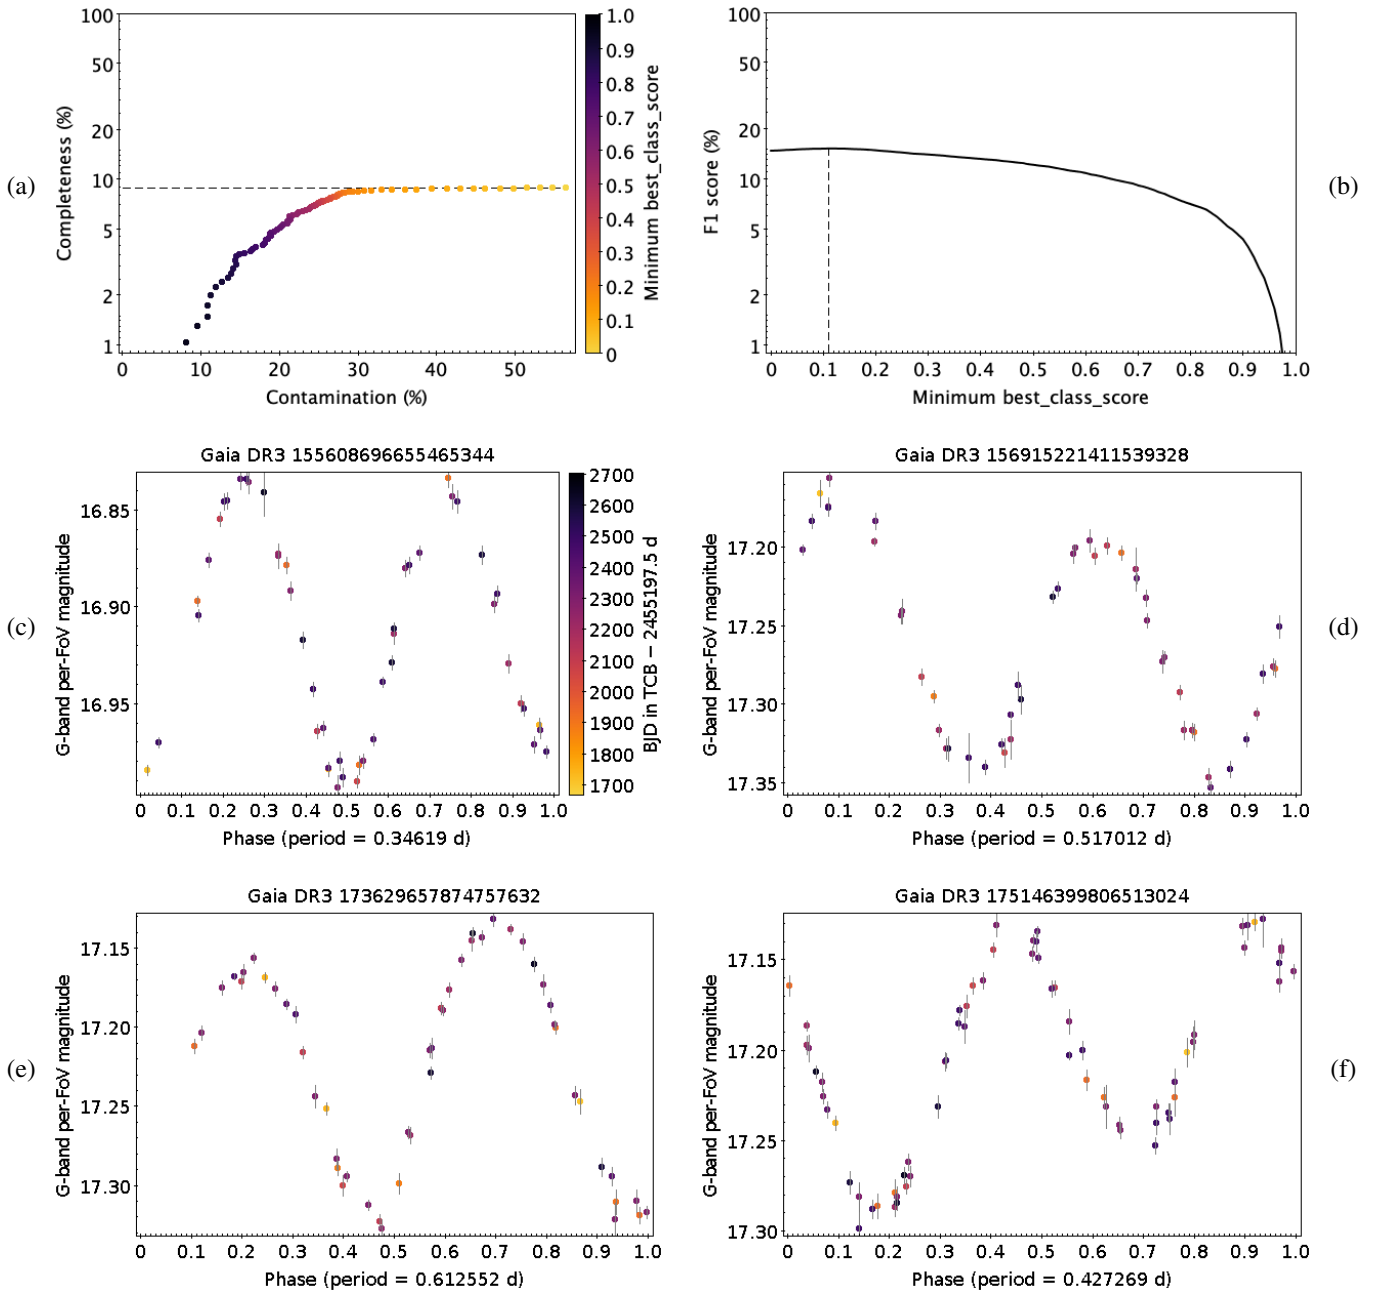 (a)
Completeness (%)
100
50
20
10
5
2
1
0 10 20 30 40 50
Contamination (%)
1.0
0.9
0.8
0.7
0.6
0.5
0.4
0.3
0.2
0.1
0
Minimum best_class_score
(b)
F1 score (%)
100
50
20
10
5
2
1
0 0.1 0.2 0.3 0.4 0.5 0.6 0.7 0.8 0.9 1.0
Minimum best_class_score
(c)
Gaia DR3 155608696655465344
G-band per-FoV magnitude
16.85
16.90
16.95
0 0.1 0.2 0.3 0.4 0.5 0.6 0.7 0.8 0.9 1.0
Phase (period = 0.34619 d)
2700
2600
2500
2400
2300
2200
2100
2000
1900
1800
1700
BJD in TCB − 2455197.5 d
(d)
Gaia DR3 156915221411539328
G-band per-FoV magnitude
17.20
17.25
17.30
17.35
0 0.1 0.2 0.3 0.4 0.5 0.6 0.7 0.8 0.9 1.0
Phase (period = 0.517012 d)
(e)
Gaia DR3 173629657874757632
G-band per-FoV magnitude
17.15
17.20
17.25
17.30
0 0.1 0.2 0.3 0.4 0.5 0.6 0.7 0.8 0.9 1.0
Phase (period = 0.612552 d)
(f)
Gaia DR3 175146399806513024
G-band per-FoV magnitude
17.15
17.20
17.25
17.30
0 0.1 0.2 0.3 0.4 0.5 0.6 0.7 0.8 0.9 1.0
Phase (period = 0.427269 d)